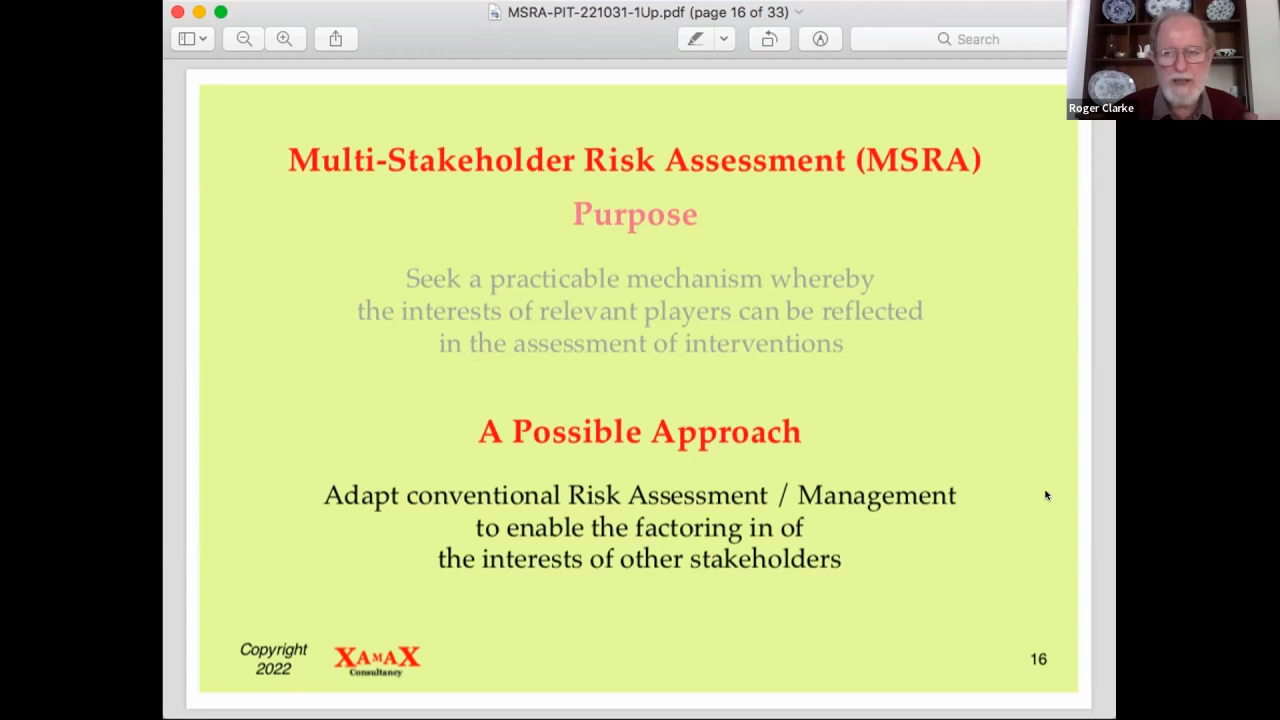 MSRA-PIT-221031-1Up.pdf (page 16 of 33)
Search
Roger Clarke
Multi-Stakeholder Risk Assessment (MSRA)
Purpose
Seek a practicable mechanism whereby
the interests of relevant players can be reflected
in the assessment of interventions
A Possible Approach
Adapt conventional Risk Assessment / Management
to enable the factoring in of
the interests of other stakeholders
Copyright
2022
XAMAX
Consultancy
16